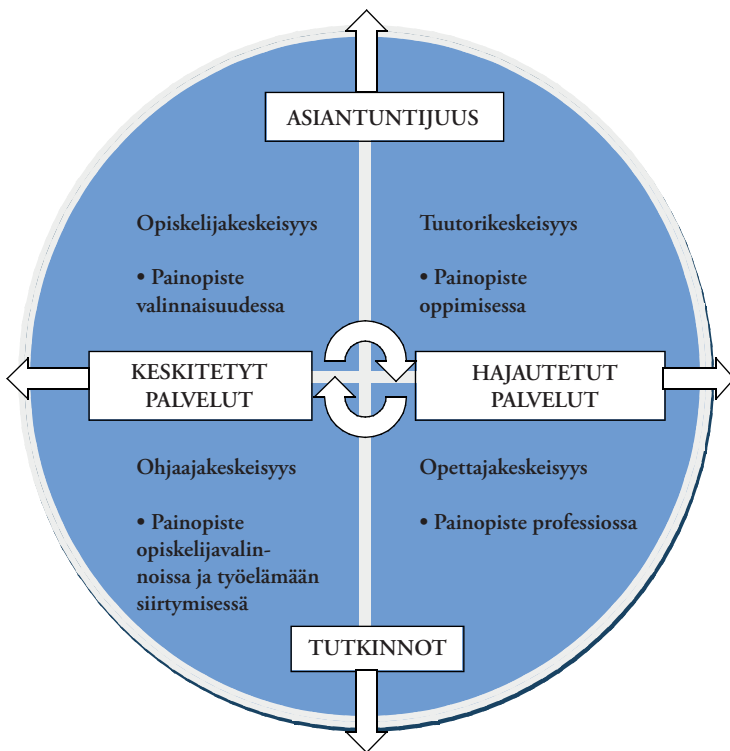 ASIANTUNTIJUUS
Opiskelijakeskeisyys
• Painopiste
valinnaisuudessa
Tuutorikeskeisyys
• Painopiste
oppimisessa
KESKITETYT
PALVELUT
HAJAUTETUT
PALVELUT
Ohjaajakeskeisyys
• Painopiste
opiskelijavalin-
noissa ja työelämään
siirtymisessä
Opettajakeskeisyys
• Painopiste professiossa
TUTKINNOT